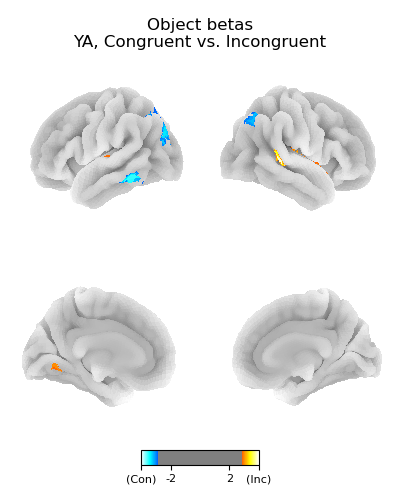 Object betas
YA, Congruent vs. Incongruent
(Con) -2 2 (Inc)